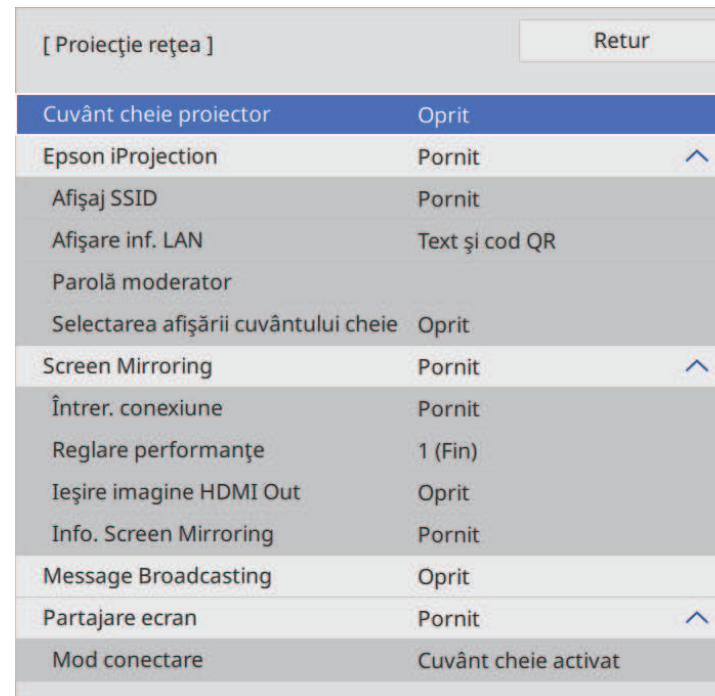 [ Proiecţie reţea ] Retur
Cuvânt cheie proiector Oprit
Epson iProjection Pornit
Afişaj SSID Pornit
Afişare inf. LAN Text şi cod QR
Parolă moderator
Selectarea afişării cuvântului cheie Oprit
Screen Mirroring Pornit
Întrer. conexiune Pornit
Reglare performanţe 1 (Fin)
Ieşire imagine HDMI Out Oprit
Info. Screen Mirroring Pornit
Message Broadcasting Oprit
Partajare ecran Pornit
Mod conectare Cuvânt cheie activat